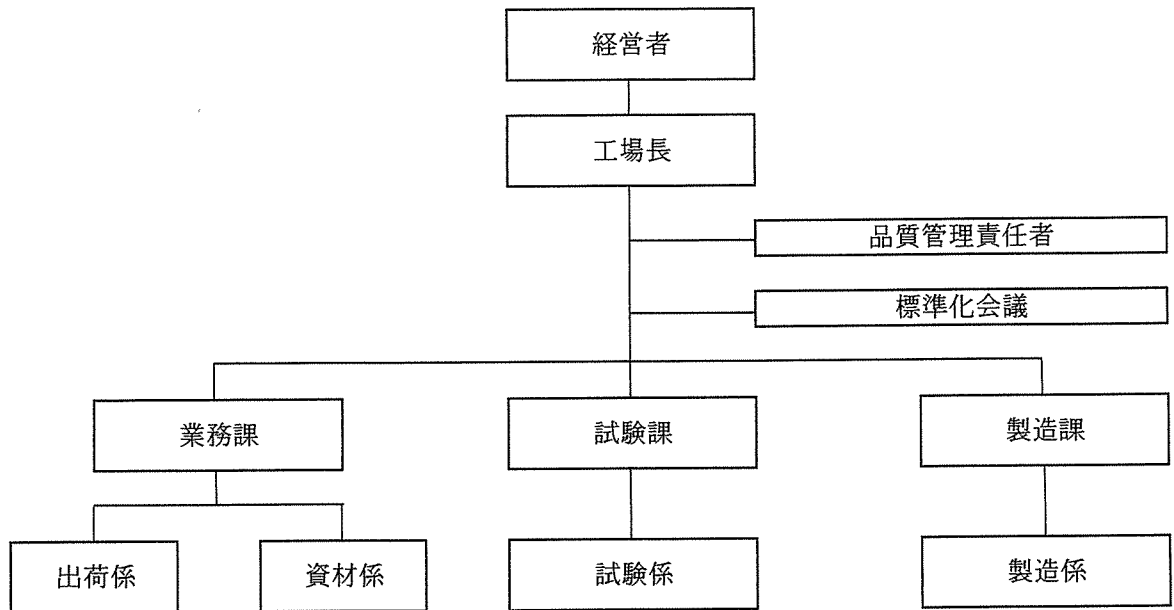 経営者
工場長
品質管理責任者
標準化会議
業務課
試験課
製造課
出荷係
資材係
試験係
製造係